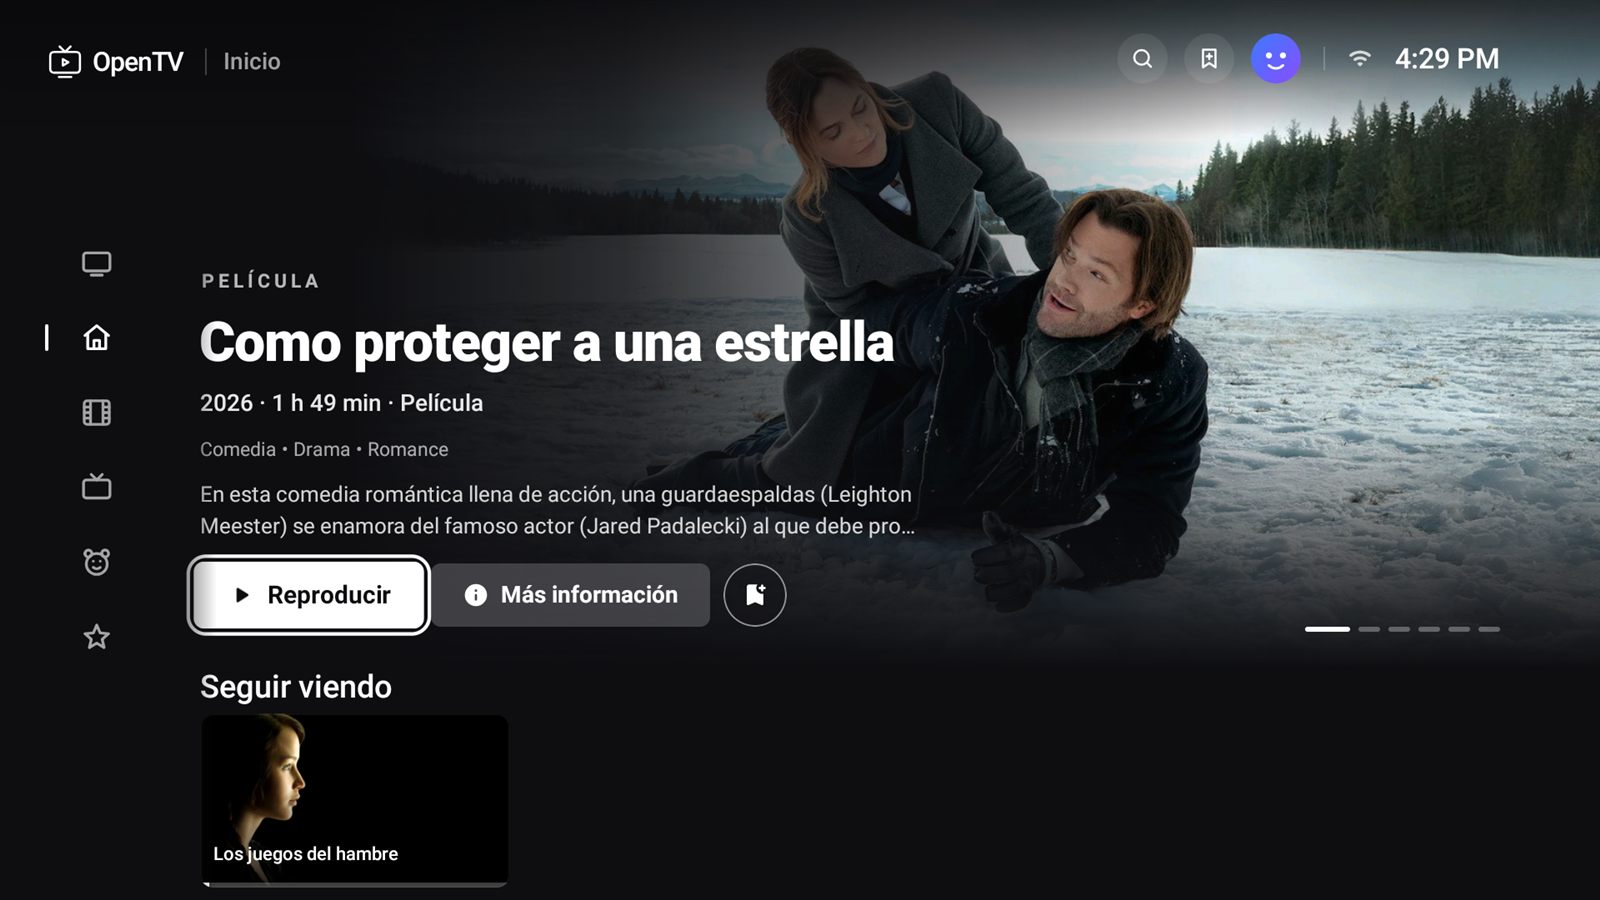 OpenTV
Inicio
4:29 PM
PELÍCULA
Como proteger a una estrella
2026 · 1 h 49 min · Película
Comedia • Drama • Romance
En esta comedia romántica llena de acción, una guardaespaldas (Leighton
Meester) se enamora del famoso actor (Jared Padalecki) al que debe pro...
Reproducir
Más información
Seguir viendo
Los juegos del hambre